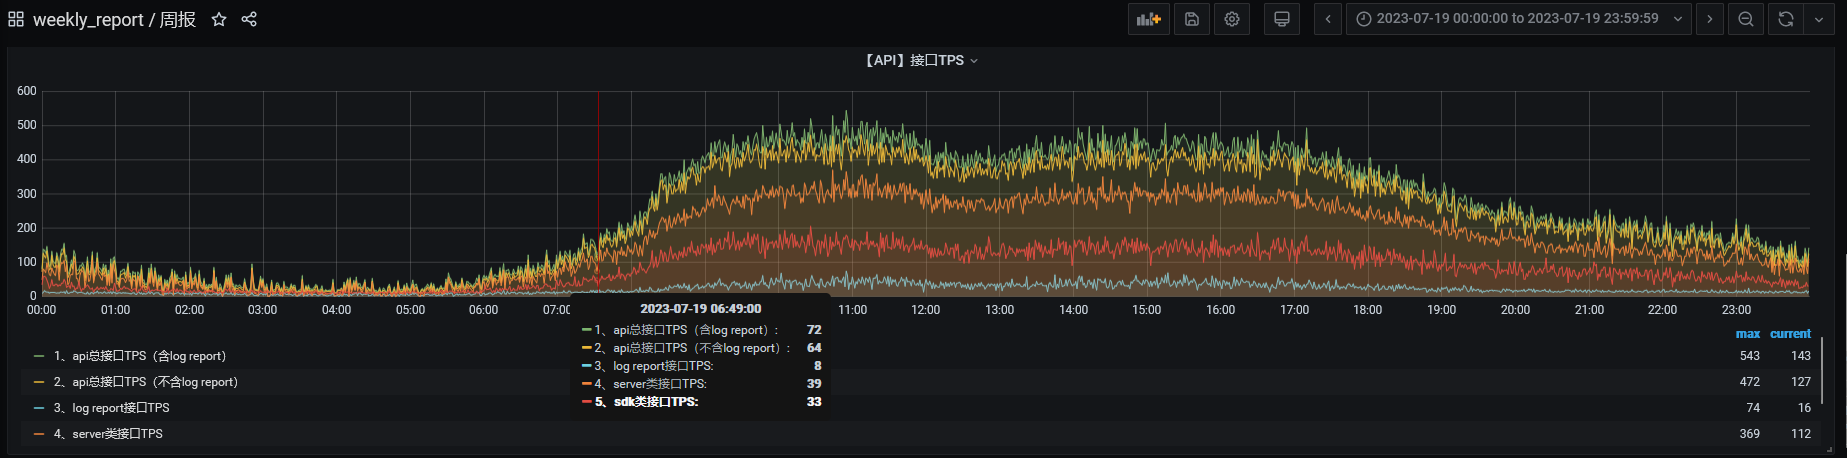 weekly_report / 周报
2023-07-19 00:00:00 to 2023-07-19 23:59:59
【API】接口TPS
600
500
400
300
200
100
0
00:00 01:00 02:00 03:00 04:00 05:00 06:00 07:00 11:00 12:00 13:00 14:00 15:00 16:00 17:00 18:00 19:00 20:00 21:00 22:00 23:00
2023-07-19 06:49:00
1、api总接口TPS（含log report）: 72
2、api总接口TPS（不含log report）: 64
3、log report接口TPS: 8
4、server类接口TPS: 39
5、sdk类接口TPS: 33
max current
1、api总接口TPS（含log report） 543 143
2、api总接口TPS（不含log report） 472 127
3、log report接口TPS 74 16
4、server类接口TPS 369 112